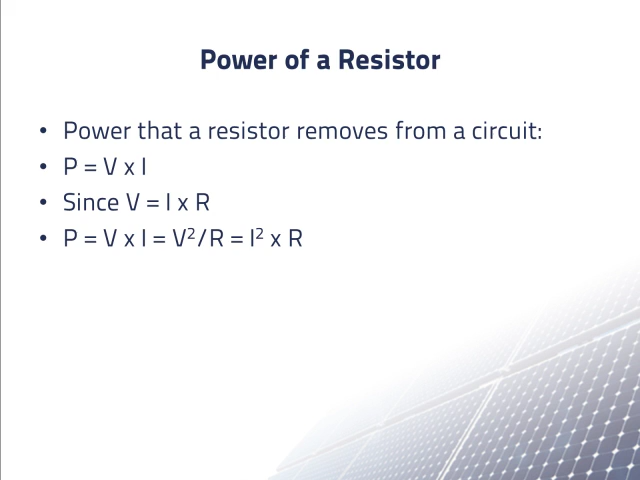 Power of a Resistor
• Power that a resistor removes from a circuit:
• P = V x I
• Since V = I x R
• P = V x I = V²/R = I² x R